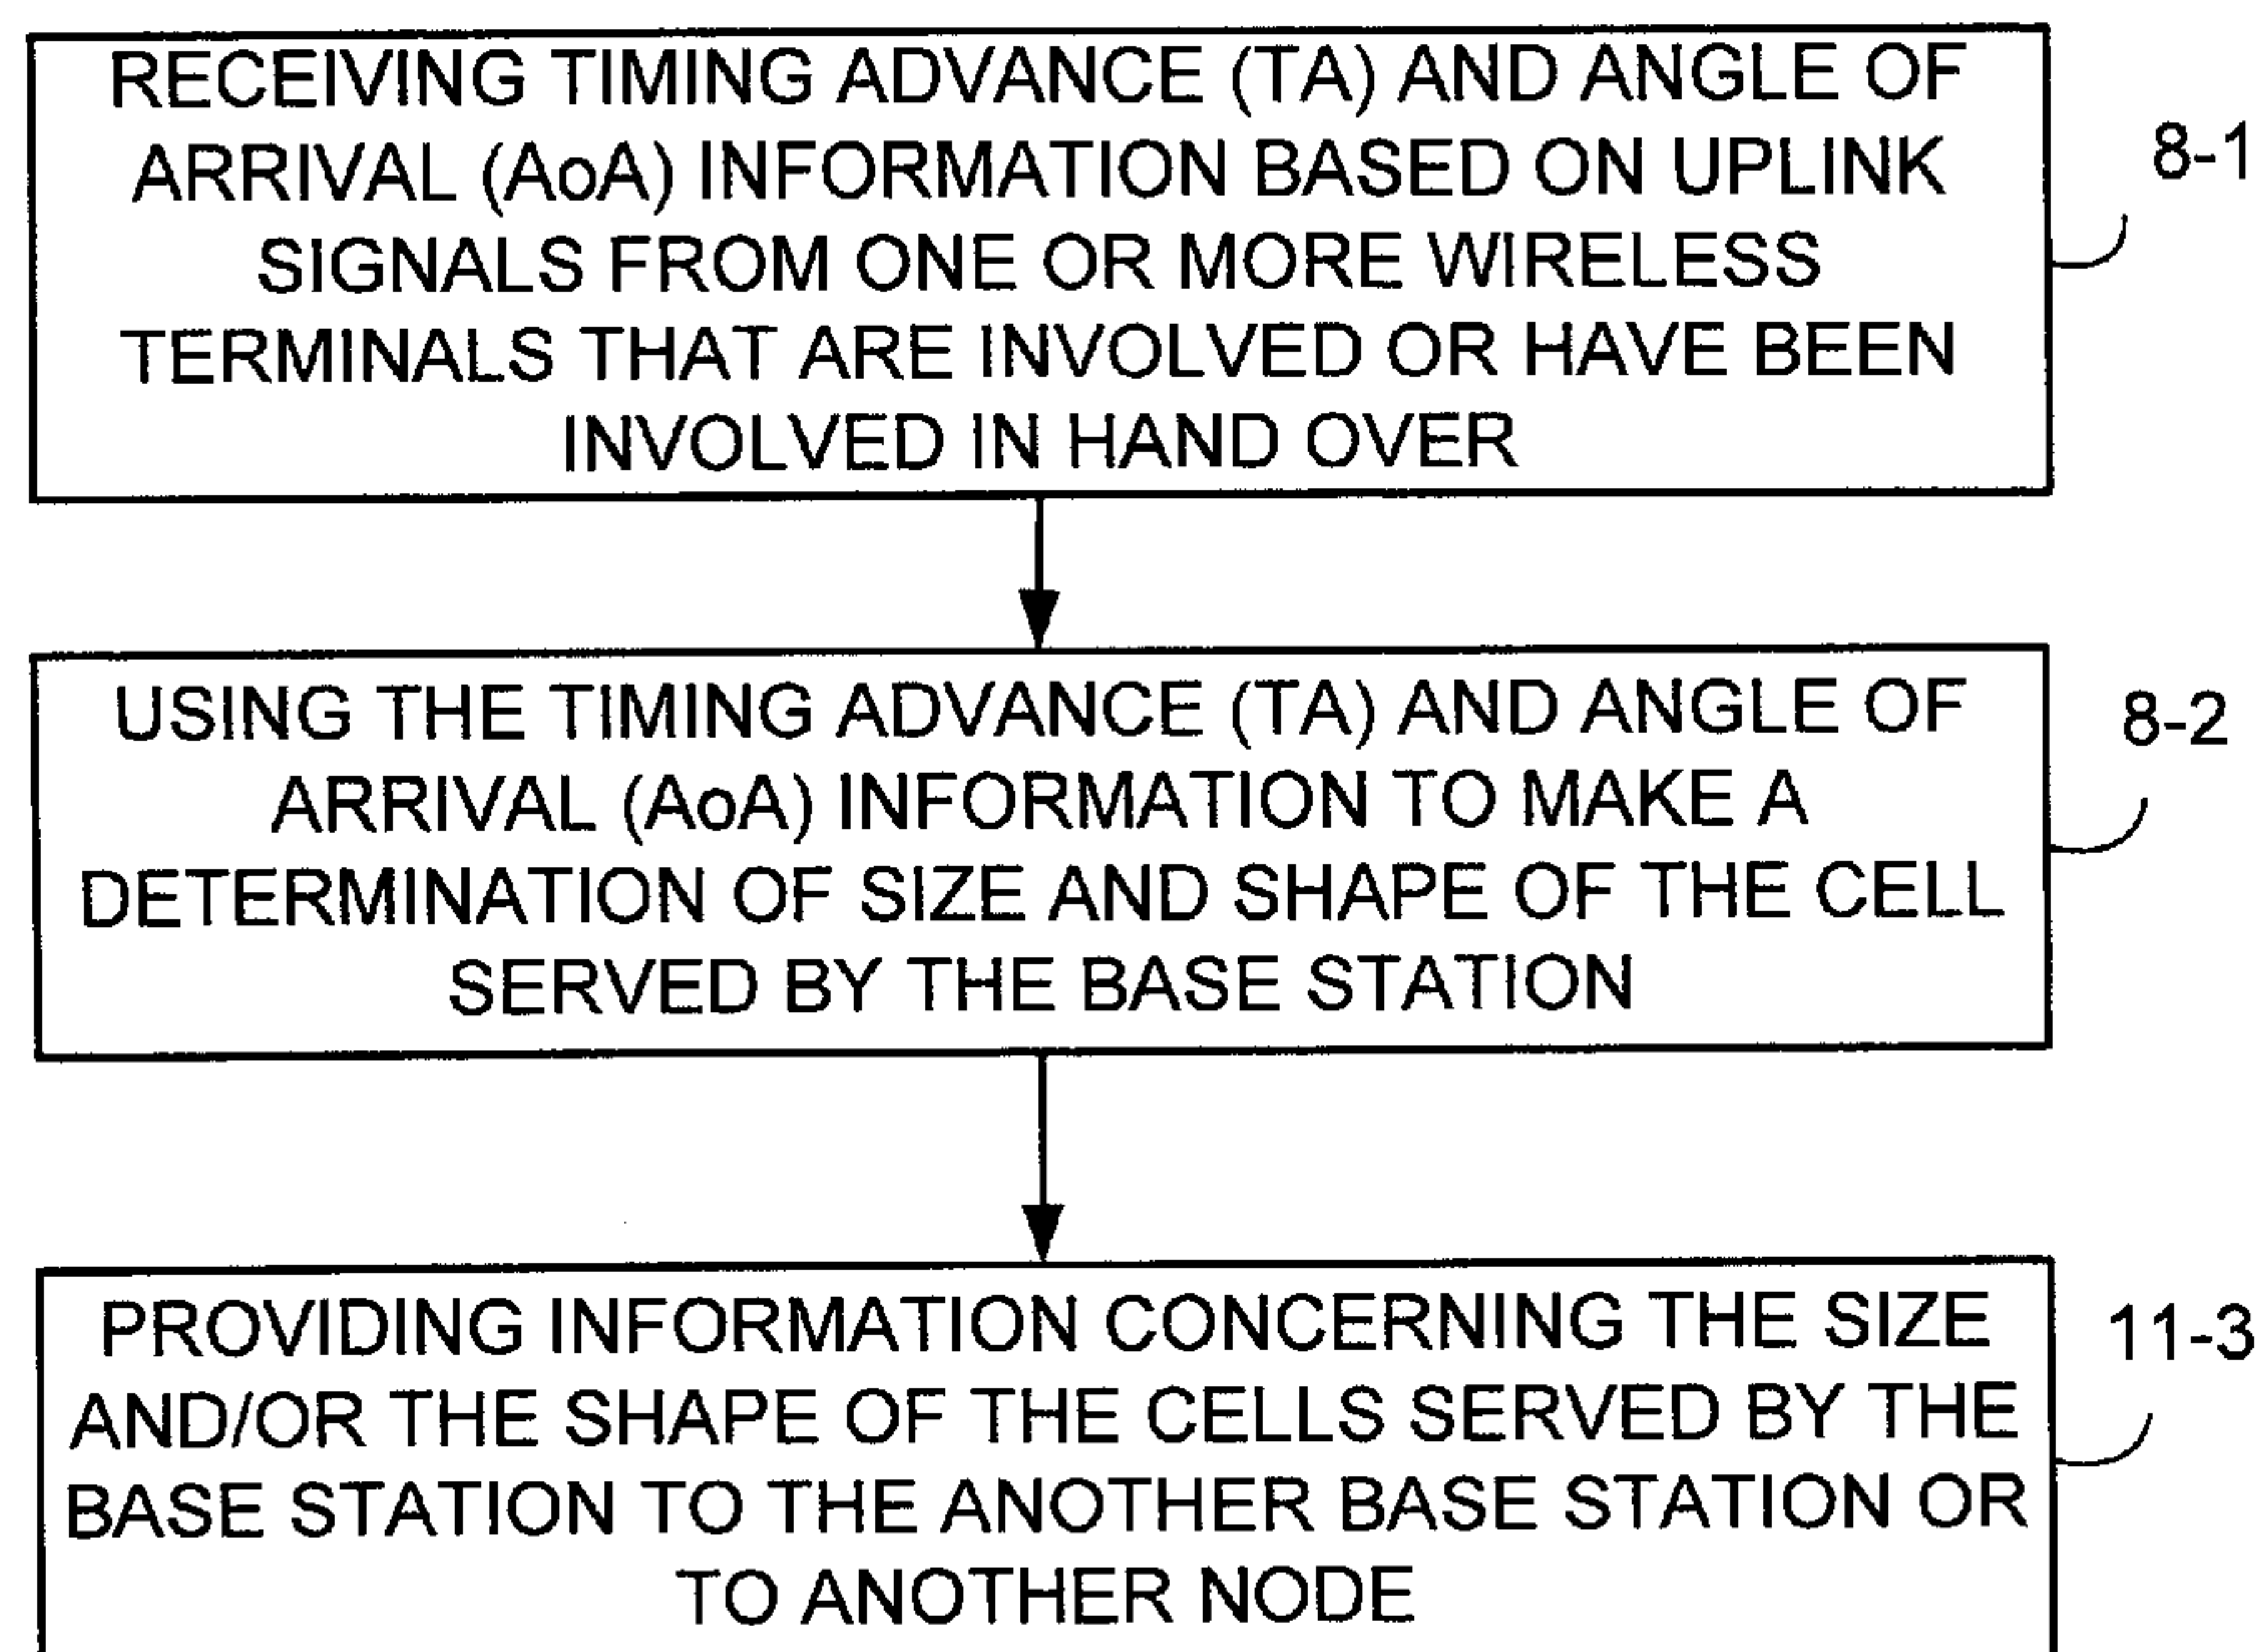 RECEIVING TIMING ADVANCE (TA) AND ANGLE OF
ARRIVAL (AoA) INFORMATION BASED ON UPLINK
SIGNALS FROM ONE OR MORE WIRELESS
TERMINALS THAT ARE INVOLVED OR HAVE BEEN
INVOLVED IN HAND OVER
8-1
USING THE TIMING ADVANCE (TA) AND ANGLE OF
ARRIVAL (AoA) INFORMATION TO MAKE A
DETERMINATION OF SIZE AND SHAPE OF THE CELL
SERVED BY THE BASE STATION
8-2
PROVIDING INFORMATION CONCERNING THE SIZE
AND/OR THE SHAPE OF THE CELLS SERVED BY THE
BASE STATION TO THE ANOTHER BASE STATION OR
TO ANOTHER NODE
11-3